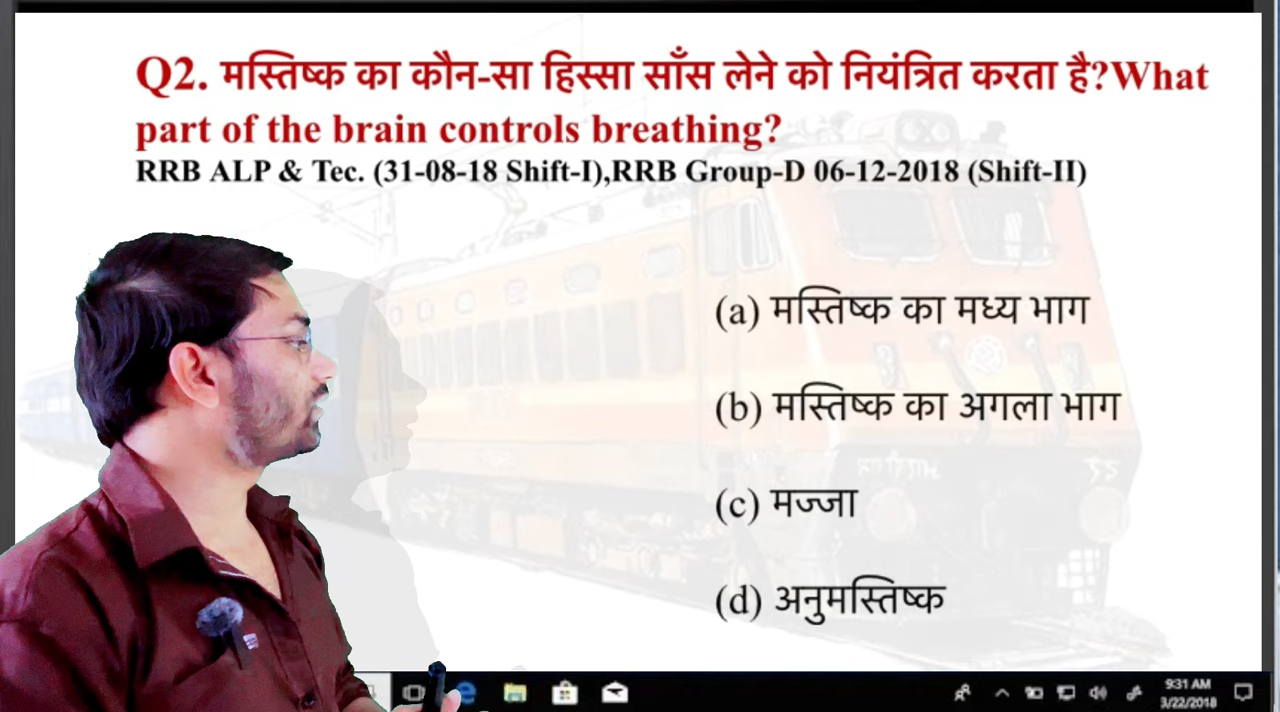 Q2. मस्तिष्क का कौन-सा हिस्सा साँस लेने को नियंत्रित करता है?What
part of the brain controls breathing?
RRB ALP & Tec. (31-08-18 Shift-I),RRB Group-D 06-12-2018 (Shift-II)
(a) मस्तिष्क का मध्य भाग
(b) मस्तिष्क का अगला भाग
(c) मज्जा
(d) अनुमस्तिष्क
9:31 AM
3/22/2018